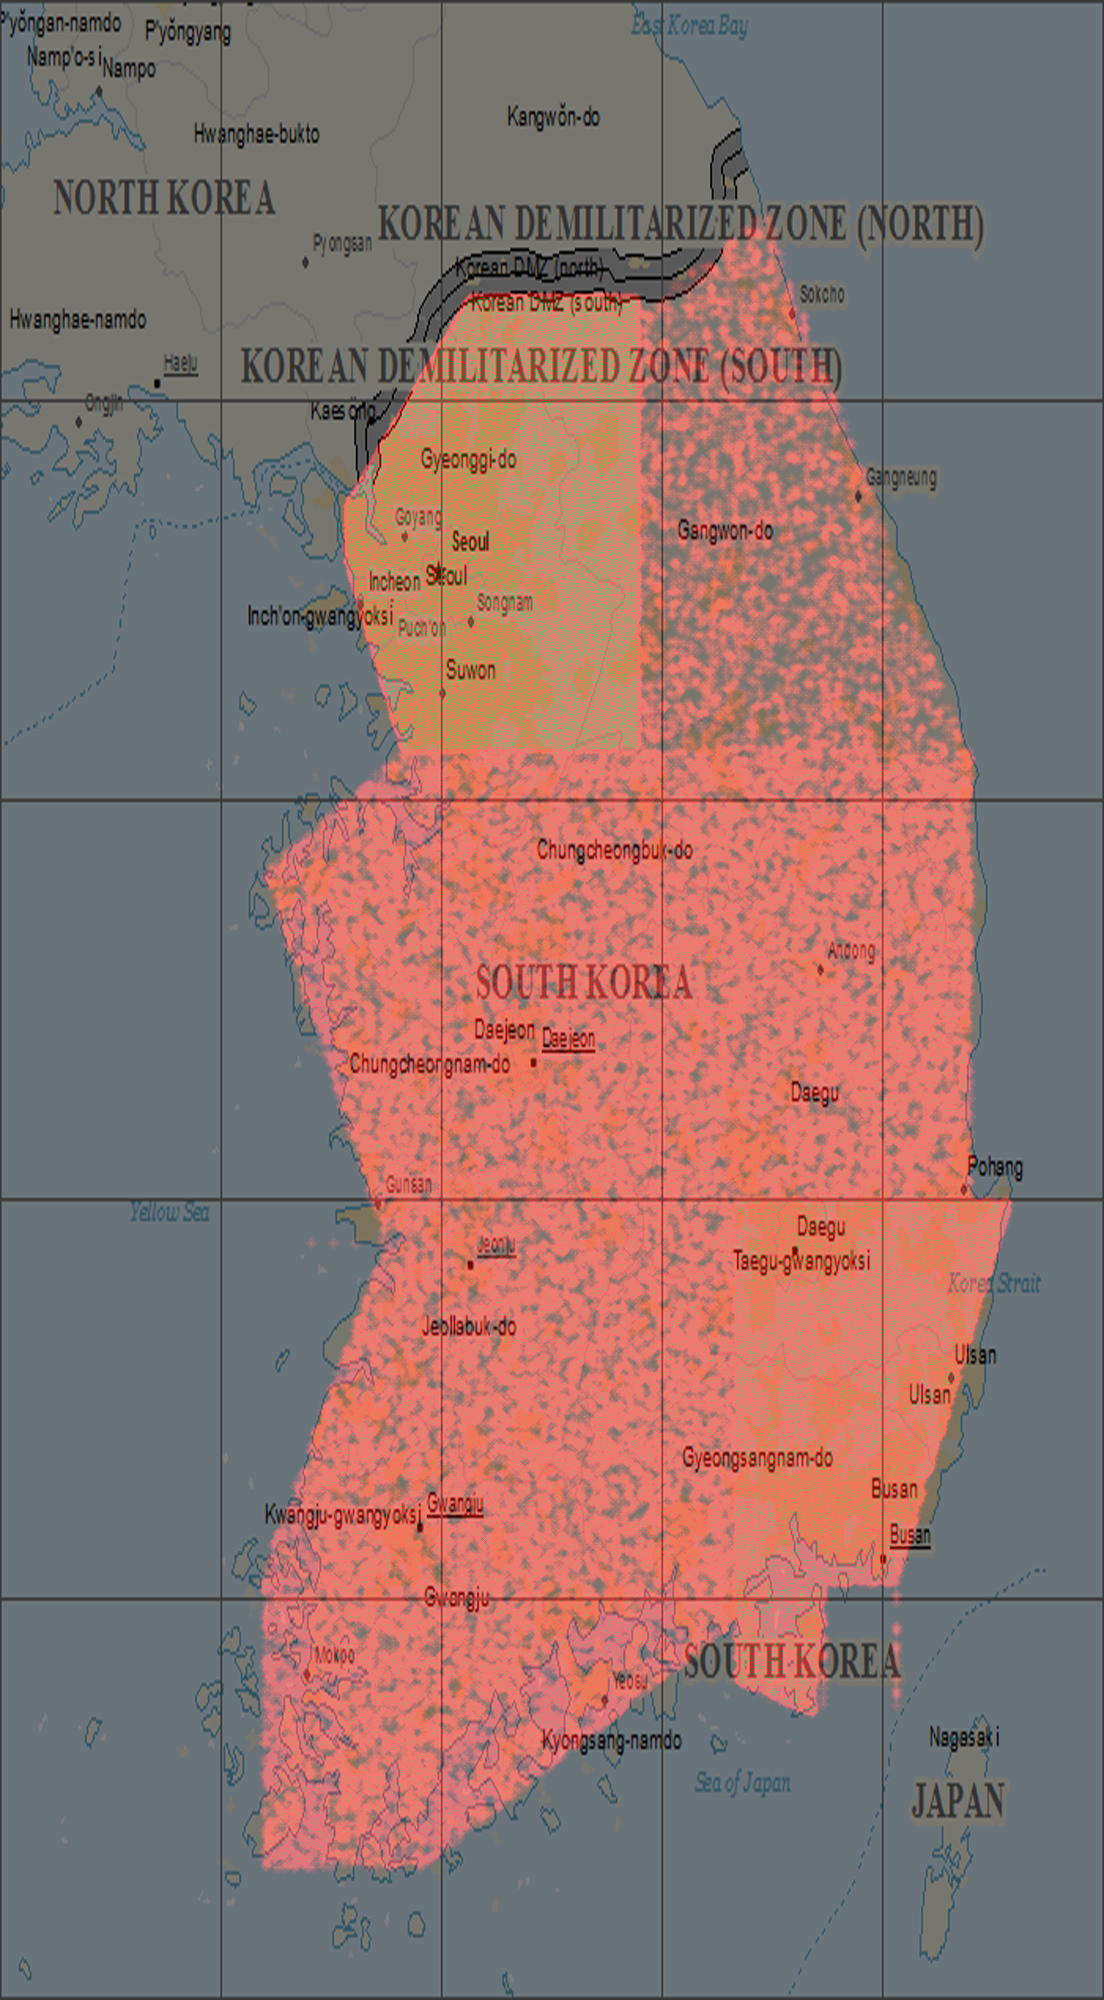 East Korea Bay
P'yŏngan-namdo
P'yŏngyang
Namp'o-si
Nampo
Kangwŏn-do
Hwanghae-bukto
NORTH KOREA
KOREAN DEMILITARIZED ZONE (NORTH)
Pyongsan
Korean DMZ (north)
Sokcho
Korean DMZ (south)
Hwanghae-namdo
Haeju
KOREAN DEMILITARIZED ZONE (SOUTH)
Ongjin
Kaesŏng
Gyeonggi-do
Gangneung
Goyang
Gangwon-do
Seoul
Incheon
Seoul
Songnam
Inch'on-gwangyoksi
Puch'on
Suwon
Chungcheongbuk-do
Andong
SOUTH KOREA
Daejeon
Daejeon
Chungcheongnam-do
Daegu
Pohang
Gunsan
Yellow Sea
Daegu
Jeonju
Taegu-gwangyoksi
Korea Strait
Jeollabuk-do
Ulsan
Ulsan
Gyeongsangnam-do
Busan
Gwangju
Kwangju-gwangyoksi
Busan
Gwangju
Mokpo
SOUTH KOREA
Yeosu
Kyongsang-namdo
Nagasaki
Sea of Japan
JAPAN